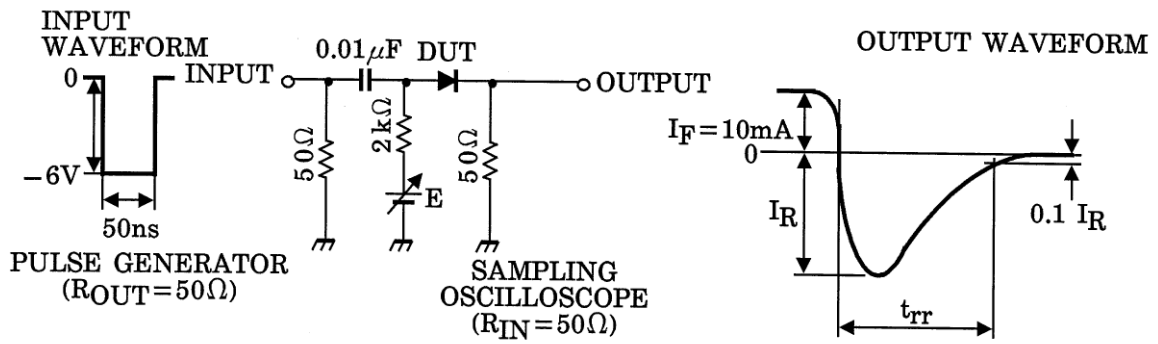 INPUT
WAVEFORM
0
−6V
50ns
PULSE GENERATOR
(ROUT=50Ω)
INPUT
0.01μF
DUT
50Ω
2kΩ
E
50Ω
OUTPUT
SAMPLING
OSCILLOSCOPE
(RIN=50Ω)
OUTPUT WAVEFORM
IF=10mA
0
IR
0.1 IR
trr